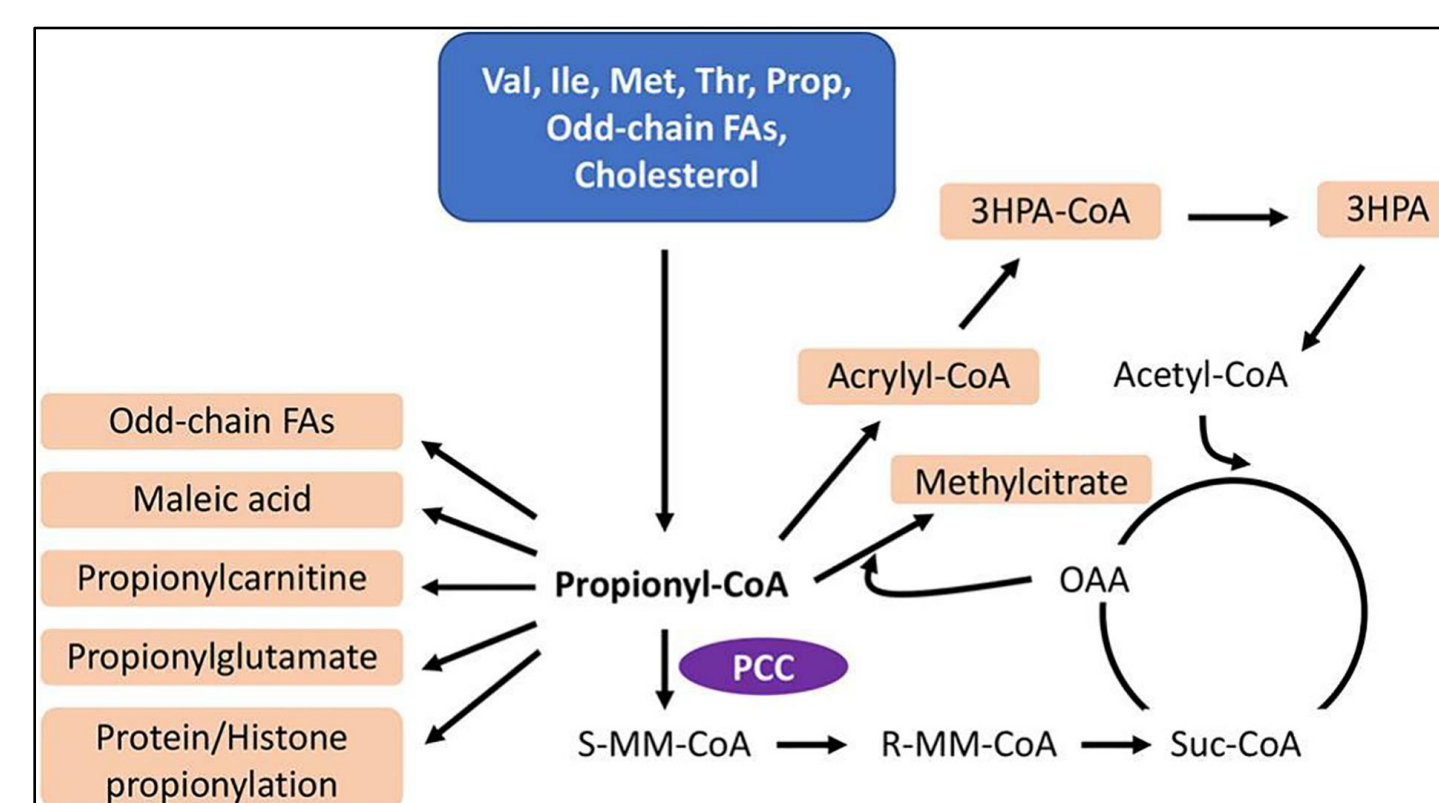 Val, Ile, Met, Thr, Prop,
Odd-chain FAs,
Cholesterol
3HPA-CoA
3HPA
Acrylyl-CoA
Acetyl-CoA
Odd-chain FAs
Methylcitrate
Maleic acid
Propionylcarnitine
Propionyl-CoA
OAA
Propionylglutamate
PCC
Protein/Histone
propionylation
S-MM-CoA
R-MM-CoA
Suc-CoA